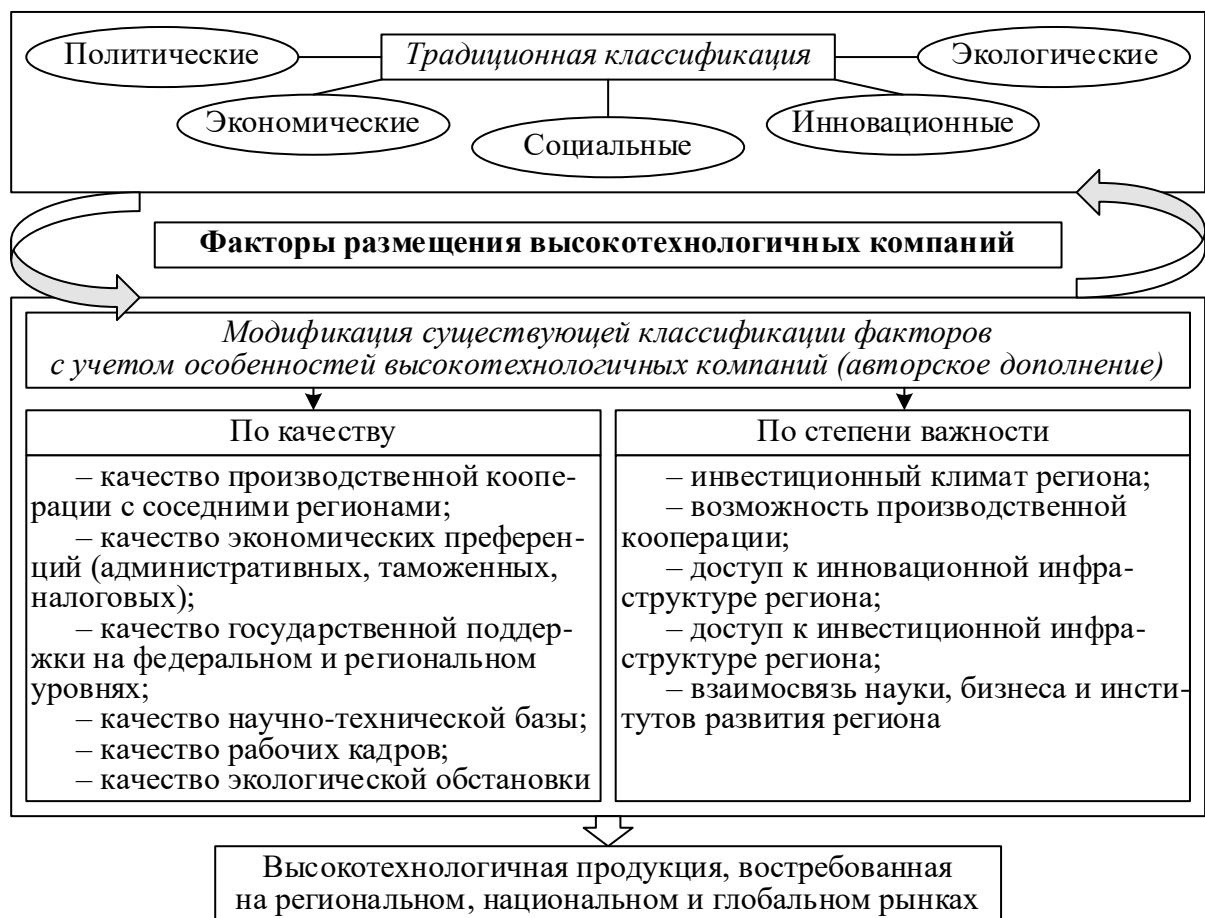 Политические
Традиционная классификация
Экологические
Экономические
Социальные
Инновационные
Факторы размещения высокотехнологичных компаний
Модификация существующей классификации факторов
с учетом особенностей высокотехнологичных компаний (авторское дополнение)
По качеству
– качество производственной коопе-
рации с соседними регионами;
– качество экономических преферен-
ций (административных, таможенных,
налоговых);
– качество государственной поддер-
жки на федеральном и региональном
уровнях;
– качество научно-технической базы;
– качество рабочих кадров;
– качество экологической обстановки
По степени важности
– инвестиционный климат региона;
– возможность производственной
кооперации;
– доступ к инновационной инфра-
структуре региона;
– доступ к инвестиционной инфра-
структуре региона;
– взаимосвязь науки, бизнеса и инсти-
тутов развития региона
Высокотехнологичная продукция, востребованная
на региональном, национальном и глобальном рынках